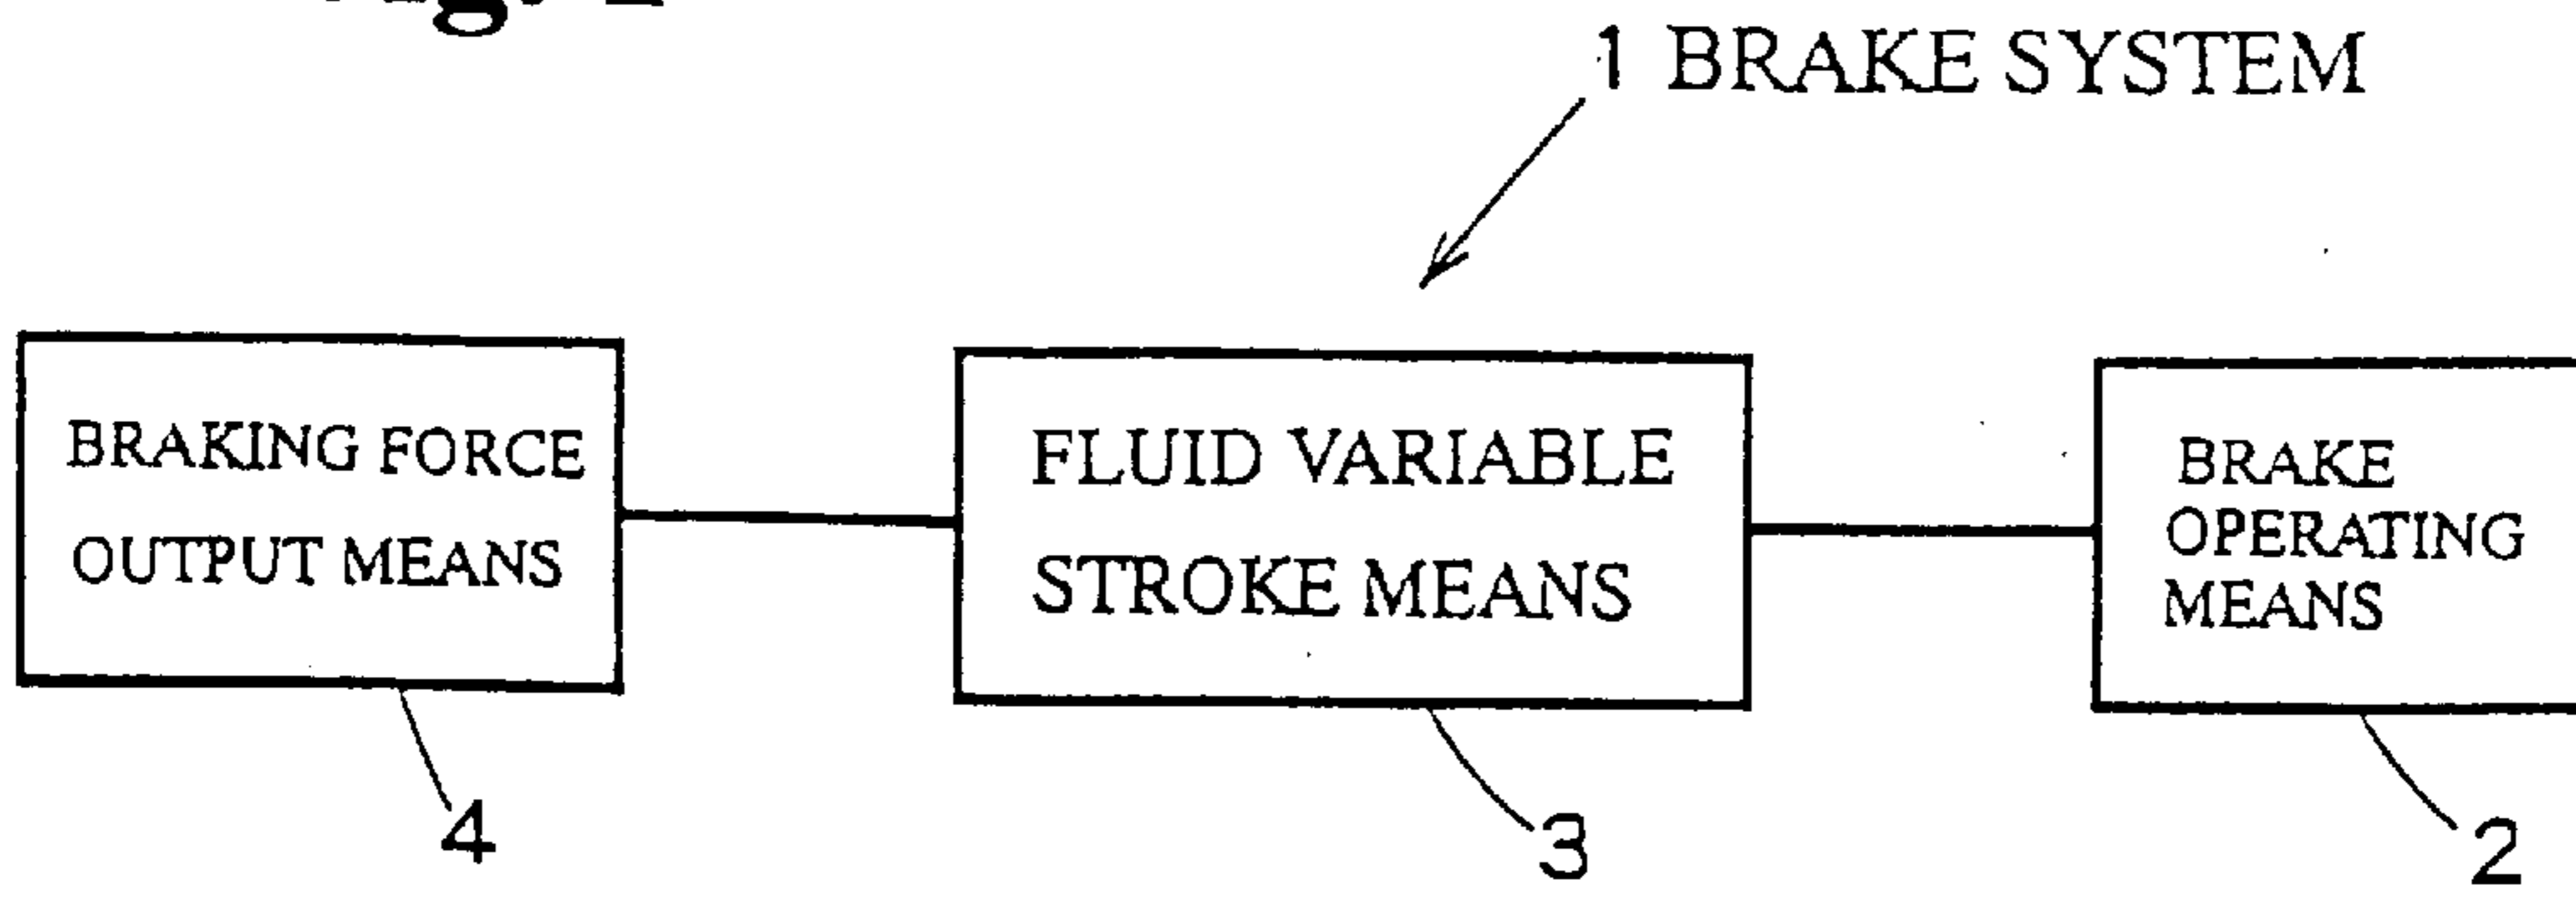 1 BRAKE SYSTEM
BRAKING FORCE
OUTPUT MEANS
FLUID VARIABLE
STROKE MEANS
BRAKE
OPERATING
MEANS
4
3
2